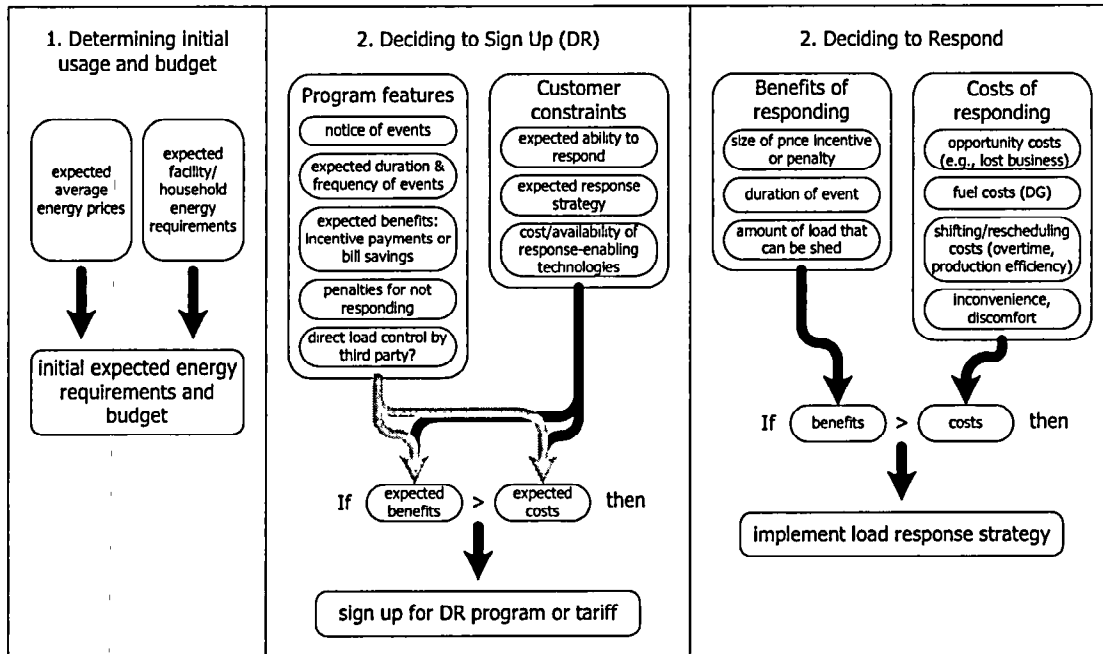 1. Determining initial
usage and budget
expected
average
energy prices
expected
facility/
household
energy
requirements
initial expected energy
requirements and
budget
2. Deciding to Sign Up (DR)
Program features
notice of events
expected duration &
frequency of events
expected benefits:
incentive payments or
bill savings
penalties for not
responding
direct load control by
third party?
Customer
constraints
expected ability to
respond
expected response
strategy
cost/availability of
response-enabling
technologies
If
expected
benefits
>
expected
costs
then
sign up for DR program or tariff
2. Deciding to Respond
Benefits of
responding
size of price incentive
or penalty
duration of event
amount of load that
can be shed
Costs of
responding
opportunity costs
(e.g., lost business)
fuel costs (DG)
shifting/rescheduling
costs (overtime,
production efficiency)
inconvenience,
discomfort
If
benefits
>
costs
then
implement load response strategy